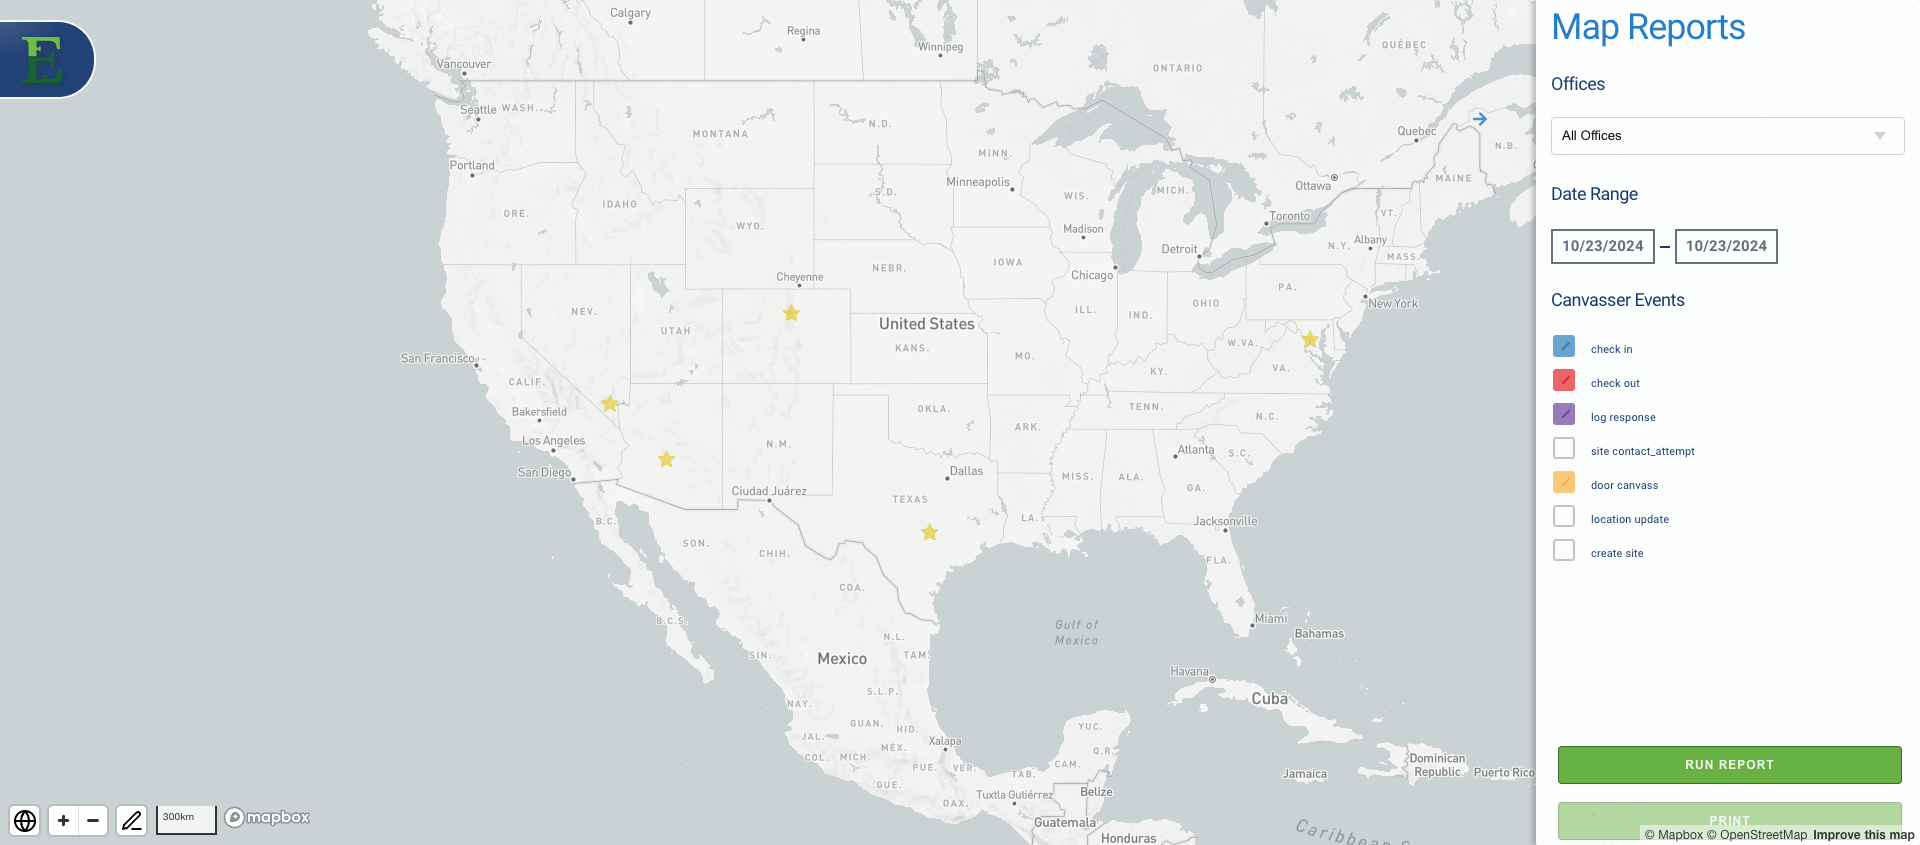 E
Calgary
Regina
Winnipeg
Vancouver
ONTARIO
QUÉBEC
Seattle
WASH.
MONTANA
N.D.
MINN.
Quebec
N.B.
Portland
Minneapolis
S.D.
WIS.
MICH.
Ottawa
MAINE
ORE.
IDAHO
WYO.
Madison
Toronto
VT.
Detroit
N.Y.
Albany
MASS.
Cheyenne
NEBR.
IOWA
Chicago
NEV.
UTAH
United States
KANS.
ILL.
IND.
OHIO
PA.
New York
San Francisco
CALIF.
MO.
KY.
W.VA.
VA.
Bakersfield
OKLA.
ARK.
TENN.
N.C.
Los Angeles
San Diego
N.M.
Dallas
Atlanta
S.C.
MISS.
ALA.
GA.
Ciudad Juárez
TEXAS
LA.
Jacksonville
B.C.
SON.
CHIH.
FLA.
COA.
B.C.S.
Gulf of
Mexico
Miami
Bahamas
N.L.
TAM.
SIN.
Mexico
Havana
Cuba
S.L.P.
NAY.
GUAN.
HID.
YUC.
JAL.
MÉX.
Xalapa
Q.R.
COL.
MICH.
PUE.
VER.
CAM.
TAB.
GUE.
OAX.
Tuxtla Gutiérrez
Belize
Jamaica
Dominican
Republic
Puerto Rico
Guatemala
Honduras
Caribbean
300km
mapbox
Map Reports
Offices
All Offices
Date Range
10/23/2024 – 10/23/2024
Canvasser Events
check in
check out
log response
site contact_attempt
door canvass
location update
create site
RUN REPORT
PRINT
© Mapbox © OpenStreetMap Improve this map